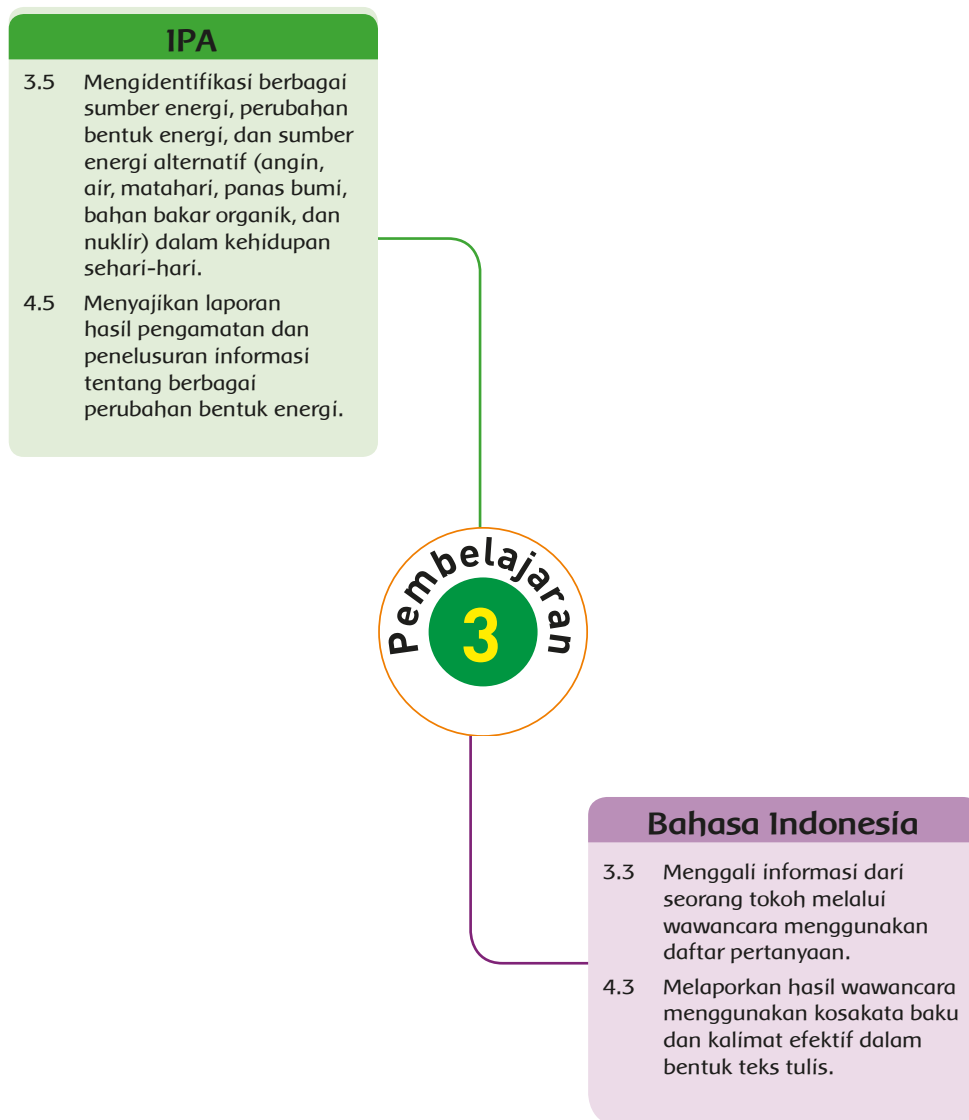 IPA
3.5 Mengidentifikasi berbagai
sumber energi, perubahan
bentuk energi, dan sumber
energi alternatif (angin,
air, matahari, panas bumi,
bahan bakar organik, dan
nuklir) dalam kehidupan
sehari-hari.
4.5 Menyajikan laporan
hasil pengamatan dan
penelusuran informasi
tentang berbagai
perubahan bentuk energi.
Pembelajaran
3
Bahasa Indonesia
3.3 Menggali informasi dari
seorang tokoh melalui
wawancara menggunakan
daftar pertanyaan.
4.3 Melaporkan hasil wawancara
menggunakan kosakata baku
dan kalimat efektif dalam
bentuk teks tulis.